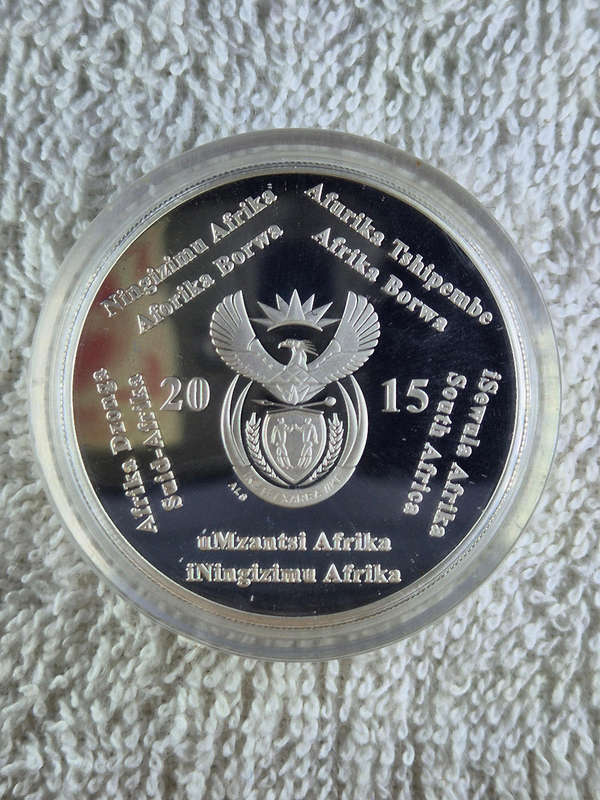 Ningizimu Afrika
Aforika Borwa
Afurika Tshipembe
Afrika Borwa
Afrika Dzonga
Suid-Afrika
20 15
iSewula Afrika
South Africa
ALS
uMzantsi Afrika
iNingizimu Afrika